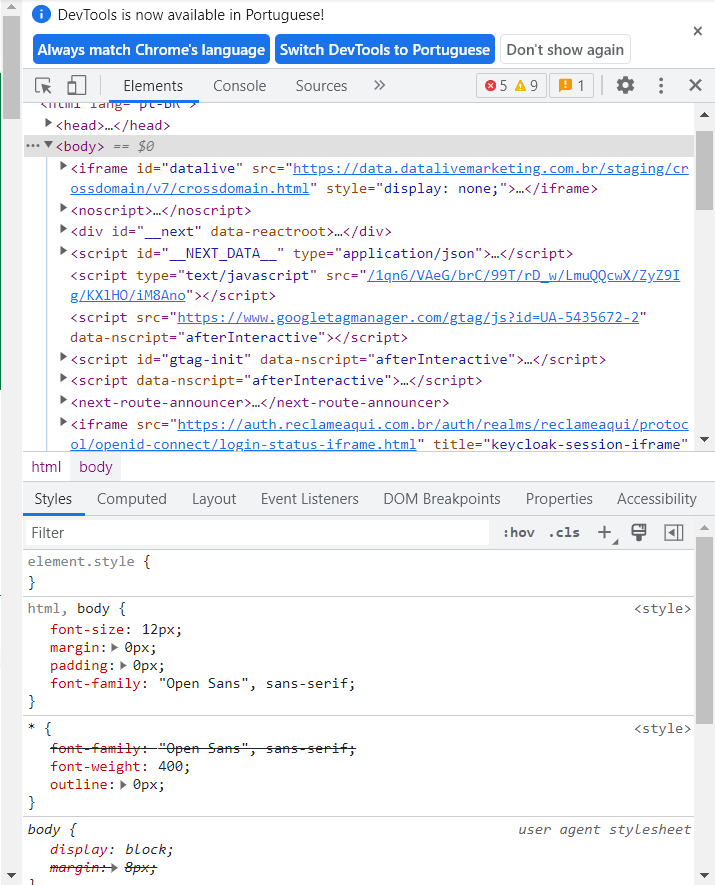 DevTools is now available in Portuguese!
Always match Chrome's language Switch DevTools to Portuguese Don't show again
Elements Console Sources 5 9 1
<html lang="pt-BR">
<head>…</head>
<body> == $0
<iframe id="datalive" src="https://data.datalivemarketing.com.br/staging/cr
ossdomain/v7/crossdomain.html" style="display: none;">…</iframe>
<noscript>…</noscript>
<div id="__next" data-reactroot>…</div>
<script id="__NEXT_DATA__" type="application/json">…</script>
<script type="text/javascript" src="/1qn6/VAeG/brC/99T/rD_w/LmuQQcwX/ZyZ9I
g/KXlHO/iM8Ano"></script>
<script src="https://www.googletagmanager.com/gtag/js?id=UA-5435672-2"
data-nscript="afterInteractive"></script>
<script id="gtag-init" data-nscript="afterInteractive">…</script>
<script data-nscript="afterInteractive">…</script>
<next-route-announcer>…</next-route-announcer>
<iframe src="https://auth.reclameaqui.com.br/auth/realms/reclameaqui/protoc
ol/openid-connect/login-status-iframe.html" title="keycloak-session-iframe"
html body
Styles Computed Layout Event Listeners DOM Breakpoints Properties Accessibility
Filter :hov .cls
element.style {
}
html, body { <style>
font-size: 12px;
margin: 0px;
padding: 0px;
font-family: "Open Sans", sans-serif;
}
* { <style>
font-family: "Open Sans", sans-serif;
font-weight: 400;
outline: 0px;
}
body { user agent stylesheet
display: block;
margin: 8px;
}